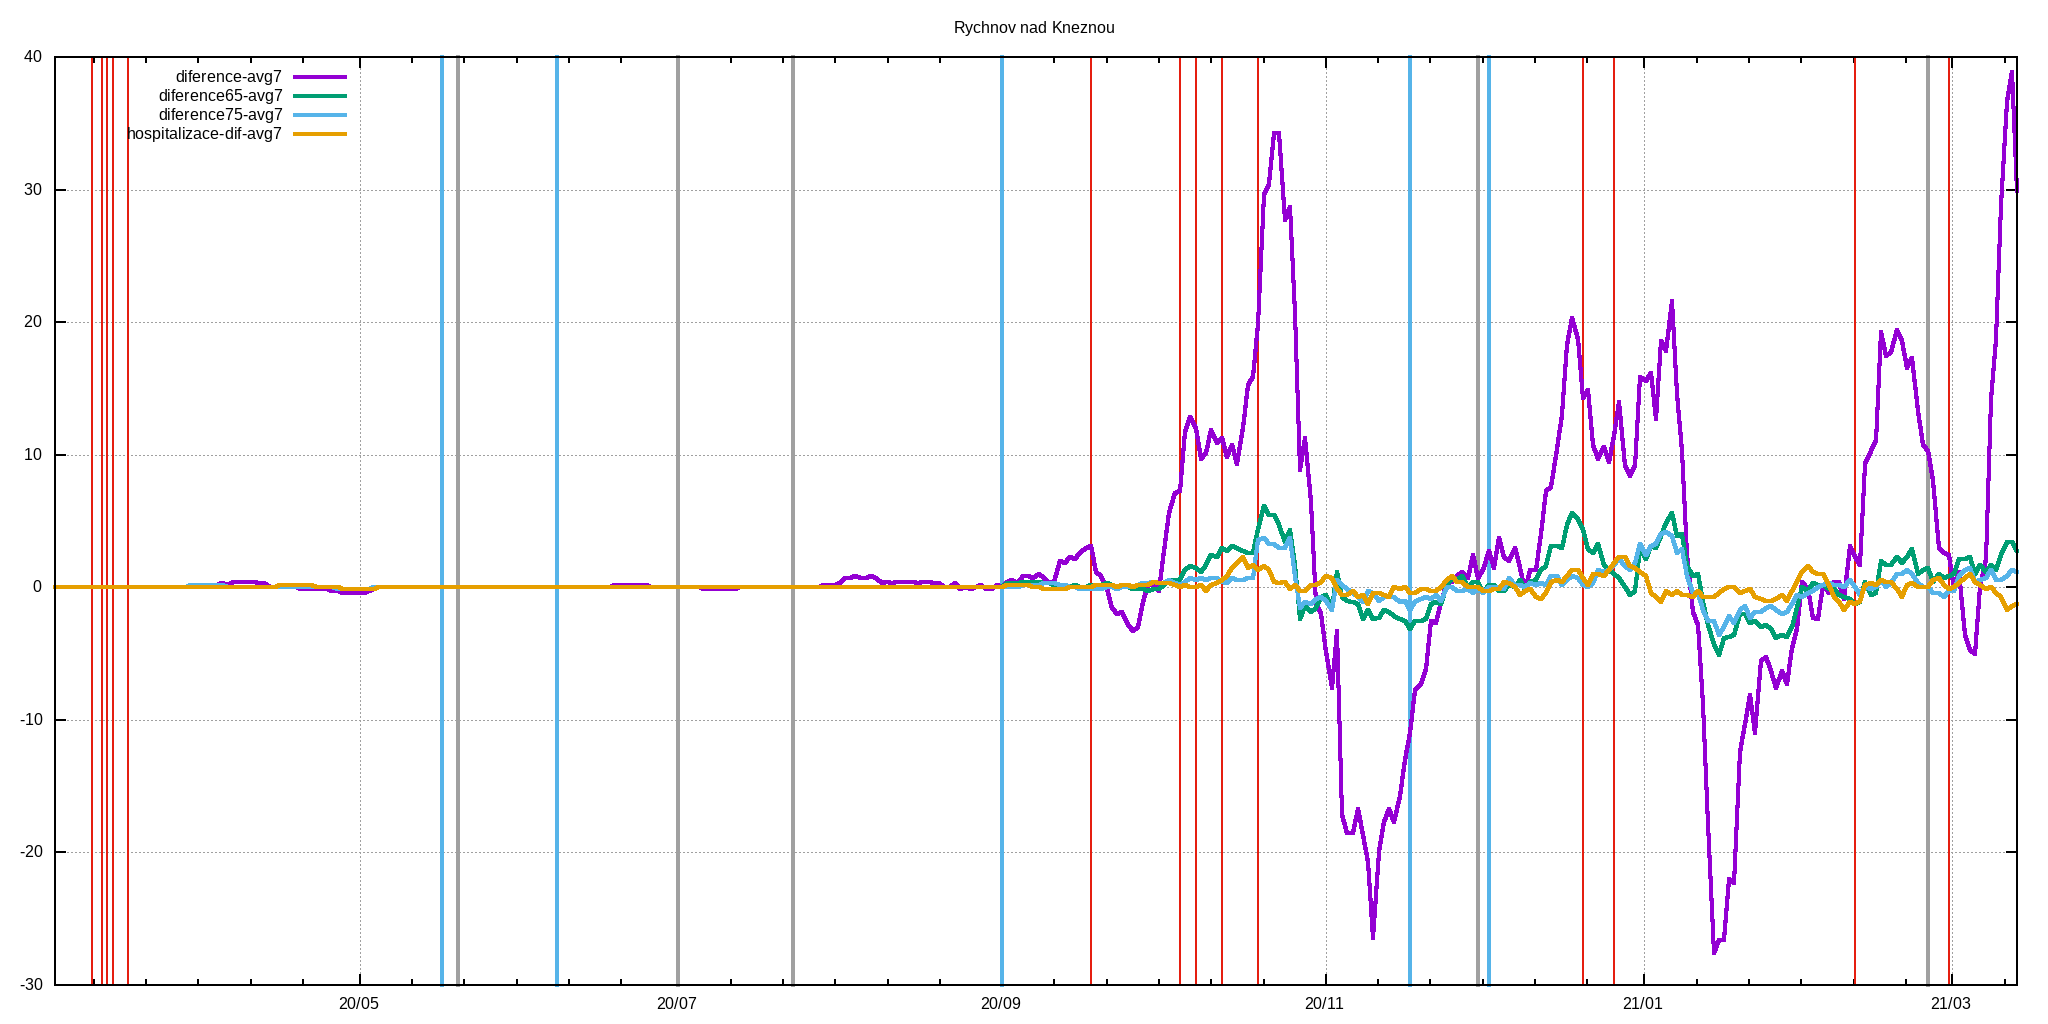 Rychnov nad Kneznou
diference-avg7
diference65-avg7
diference75-avg7
hospitalizace-dif-avg7
40
30
20
10
0
-10
-20
-30
20/05 20/07 20/09 20/11 21/01 21/03